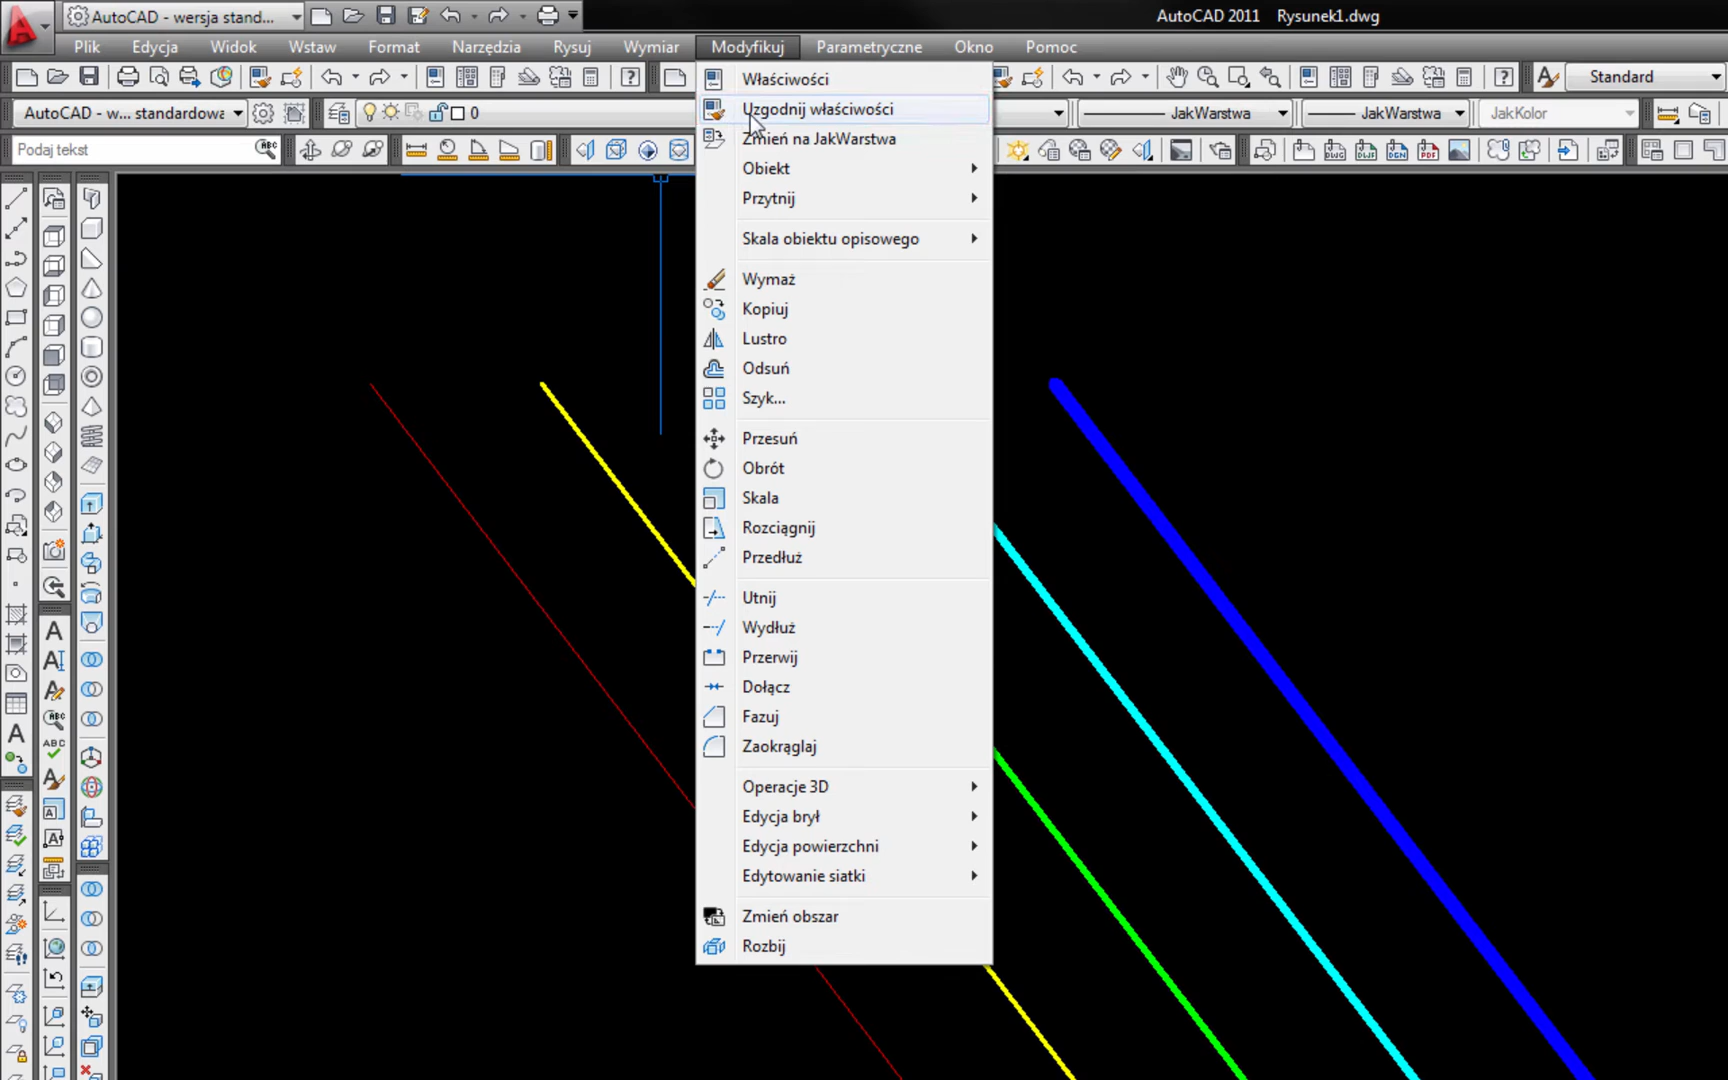 AutoCAD - wersja stand...
AutoCAD 2011 Rysunek1.dwg
Plik Edycja Widok Wstaw Format Narzędzia Rysuj Wymiar Modyfikuj Parametryczne Okno Pomoc
Standard
AutoCAD - w... standardowa
0
JakWarstwa
JakWarstwa
JakKolor
Podaj tekst
Właściwości
Uzgodnij właściwości
Zmień na JakWarstwa
Obiekt
Przytnij
Skala obiektu opisowego
Wymaż
Kopiuj
Lustro
Odsuń
Szyk...
Przesuń
Obrót
Skala
Rozciągnij
Przedłuż
Utnij
Wydłuż
Przerwij
Dołącz
Fazuj
Zaokrąglaj
Operacje 3D
Edycja brył
Edycja powierzchni
Edytowanie siatki
Zmień obszar
Rozbij